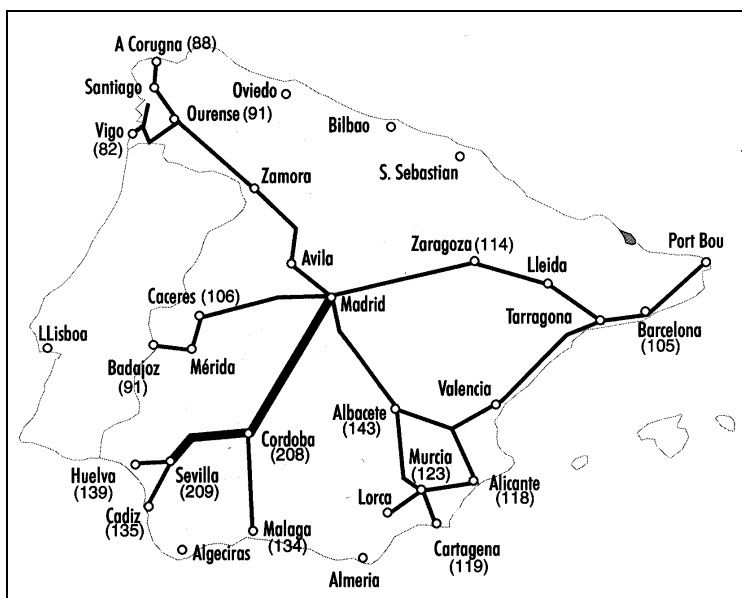 A Corugna (88)
Santiago
Oviedo
Ourense (91)
Bilbao
Vigo
(82)
S. Sebastian
Zamora
Zaragoza (114)
Port Bou
Avila
Lleida
Caceres (106)
Madrid
Tarragona
Barcelona
(105)
LLisboa
Badajoz
(91)
Mérida
Valencia
Albacete
(143)
Cordoba
(208)
Murcia
(123)
Huelva
(139)
Sevilla
(209)
Alicante
(118)
Lorca
Cadiz
(135)
Malaga
(134)
Algeciras
Cartagena
(119)
Almeria